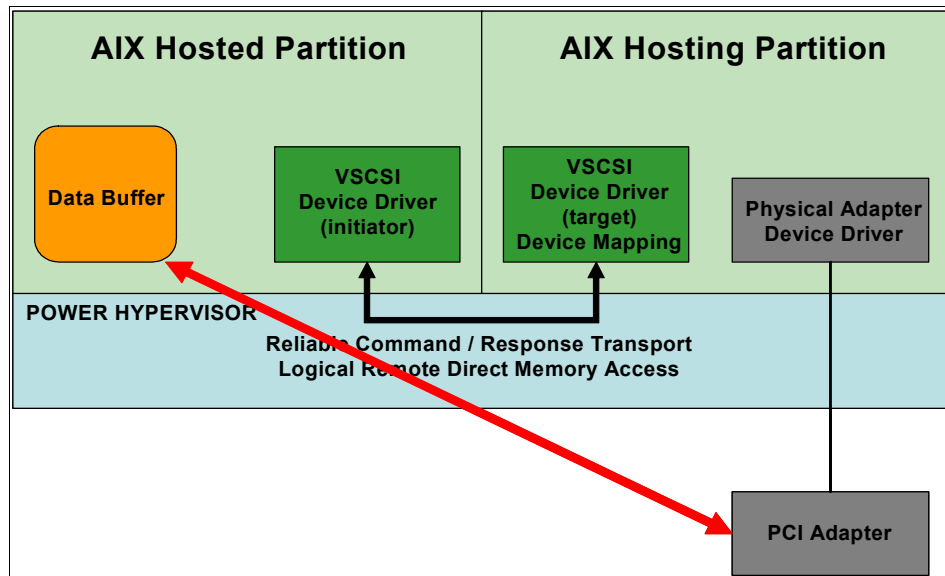 AIX Hosted Partition
AIX Hosting Partition
Data Buffer
VSCSI
Device Driver
(initiator)
VSCSI
Device Driver
(target)
Device Mapping
Physical Adapter
Device Driver
POWER HYPERVISOR
Reliable Command / Response Transport
Logical Remote Direct Memory Access
PCI Adapter